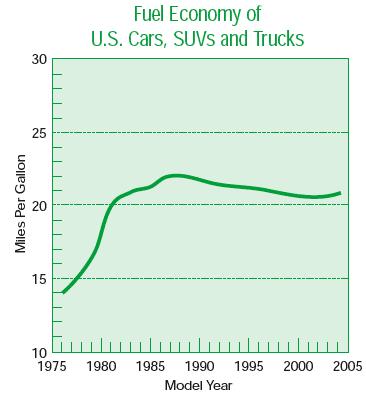 Fuel Economy of
U.S. Cars, SUVs and Trucks
30
25
20
15
10
Miles Per Gallon
1975 1980 1985 1990 1995 2000 2005
Model Year